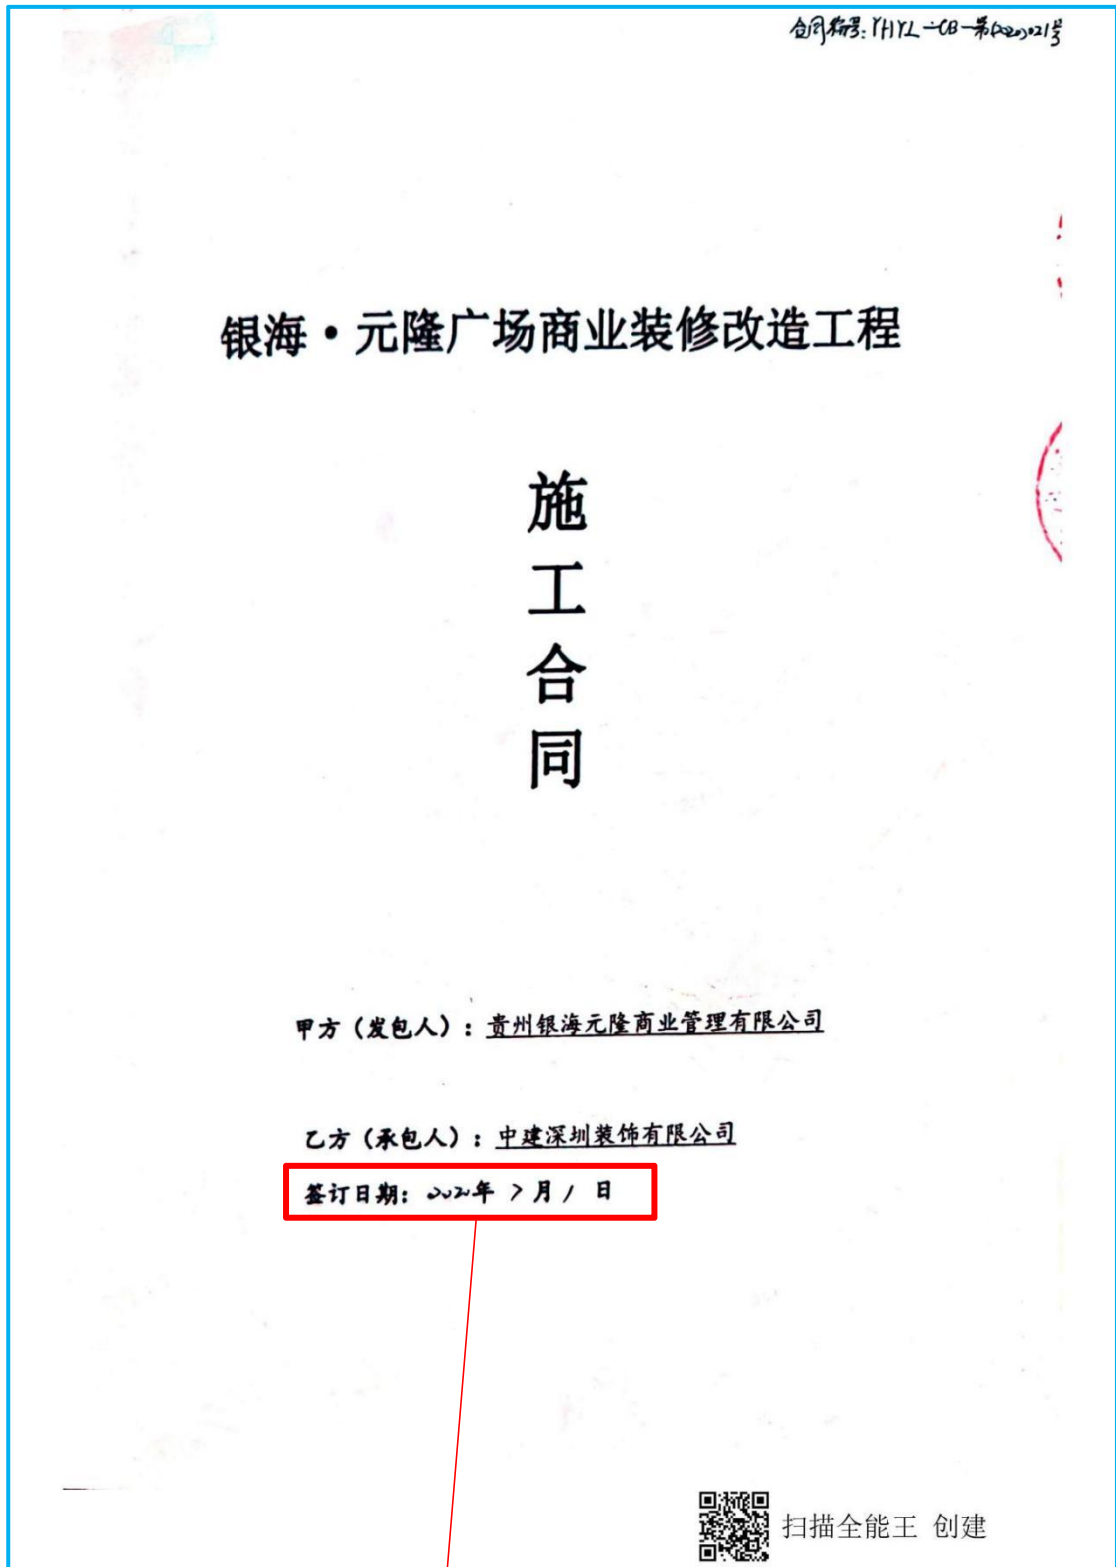 合同编号:YHYL-CB-第(2020)021号
银海·元隆广场商业装修改造工程
施
工
合
同
甲方（发包人）：贵州银海元隆商业管理有限公司
乙方（承包人）：中建深圳装饰有限公司
签订日期：2020年 7月 1 日
扫描全能王 创建